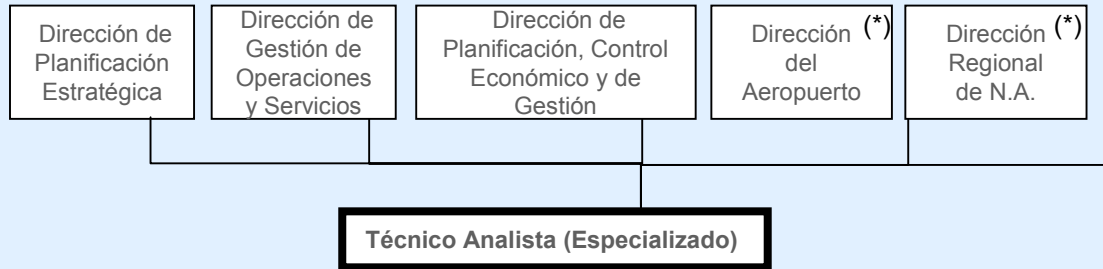 Dirección de
Planificación
Estratégica
Dirección de
Gestión de
Operaciones
y Servicios
Dirección de
Planificación, Control
Económico y de
Gestión
Dirección (*)
del
Aeropuerto
Dirección (*)
Regional
de N.A.
Técnico Analista (Especializado)